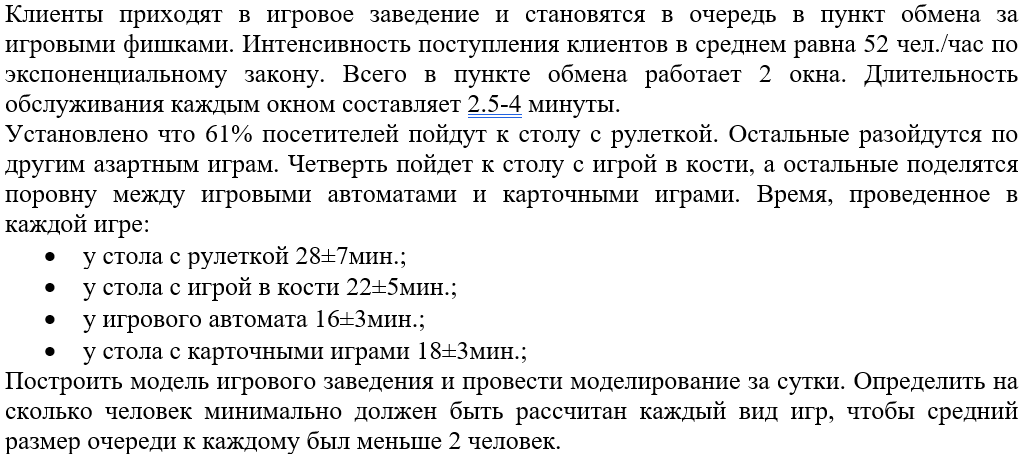 Клиенты приходят в игровое заведение и становятся в очередь в пункт обмена за
игровыми фишками. Интенсивность поступления клиентов в среднем равна 52 чел./час по
экспоненциальному закону. Всего в пункте обмена работает 2 окна. Длительность
обслуживания каждым окном составляет 2.5-4 минуты.
Установлено что 61% посетителей пойдут к столу с рулеткой. Остальные разойдутся по
другим азартным играм. Четверть пойдет к столу с игрой в кости, а остальные поделятся
поровну между игровыми автоматами и карточными играми. Время, проведенное в
каждой игре:
• у стола с рулеткой 28±7мин.;
• у стола с игрой в кости 22±5мин.;
• у игрового автомата 16±3мин.;
• у стола с карточными играми 18±3мин.;
Построить модель игрового заведения и провести моделирование за сутки. Определить на
сколько человек минимально должен быть рассчитан каждый вид игр, чтобы средний
размер очереди к каждому был меньше 2 человек.